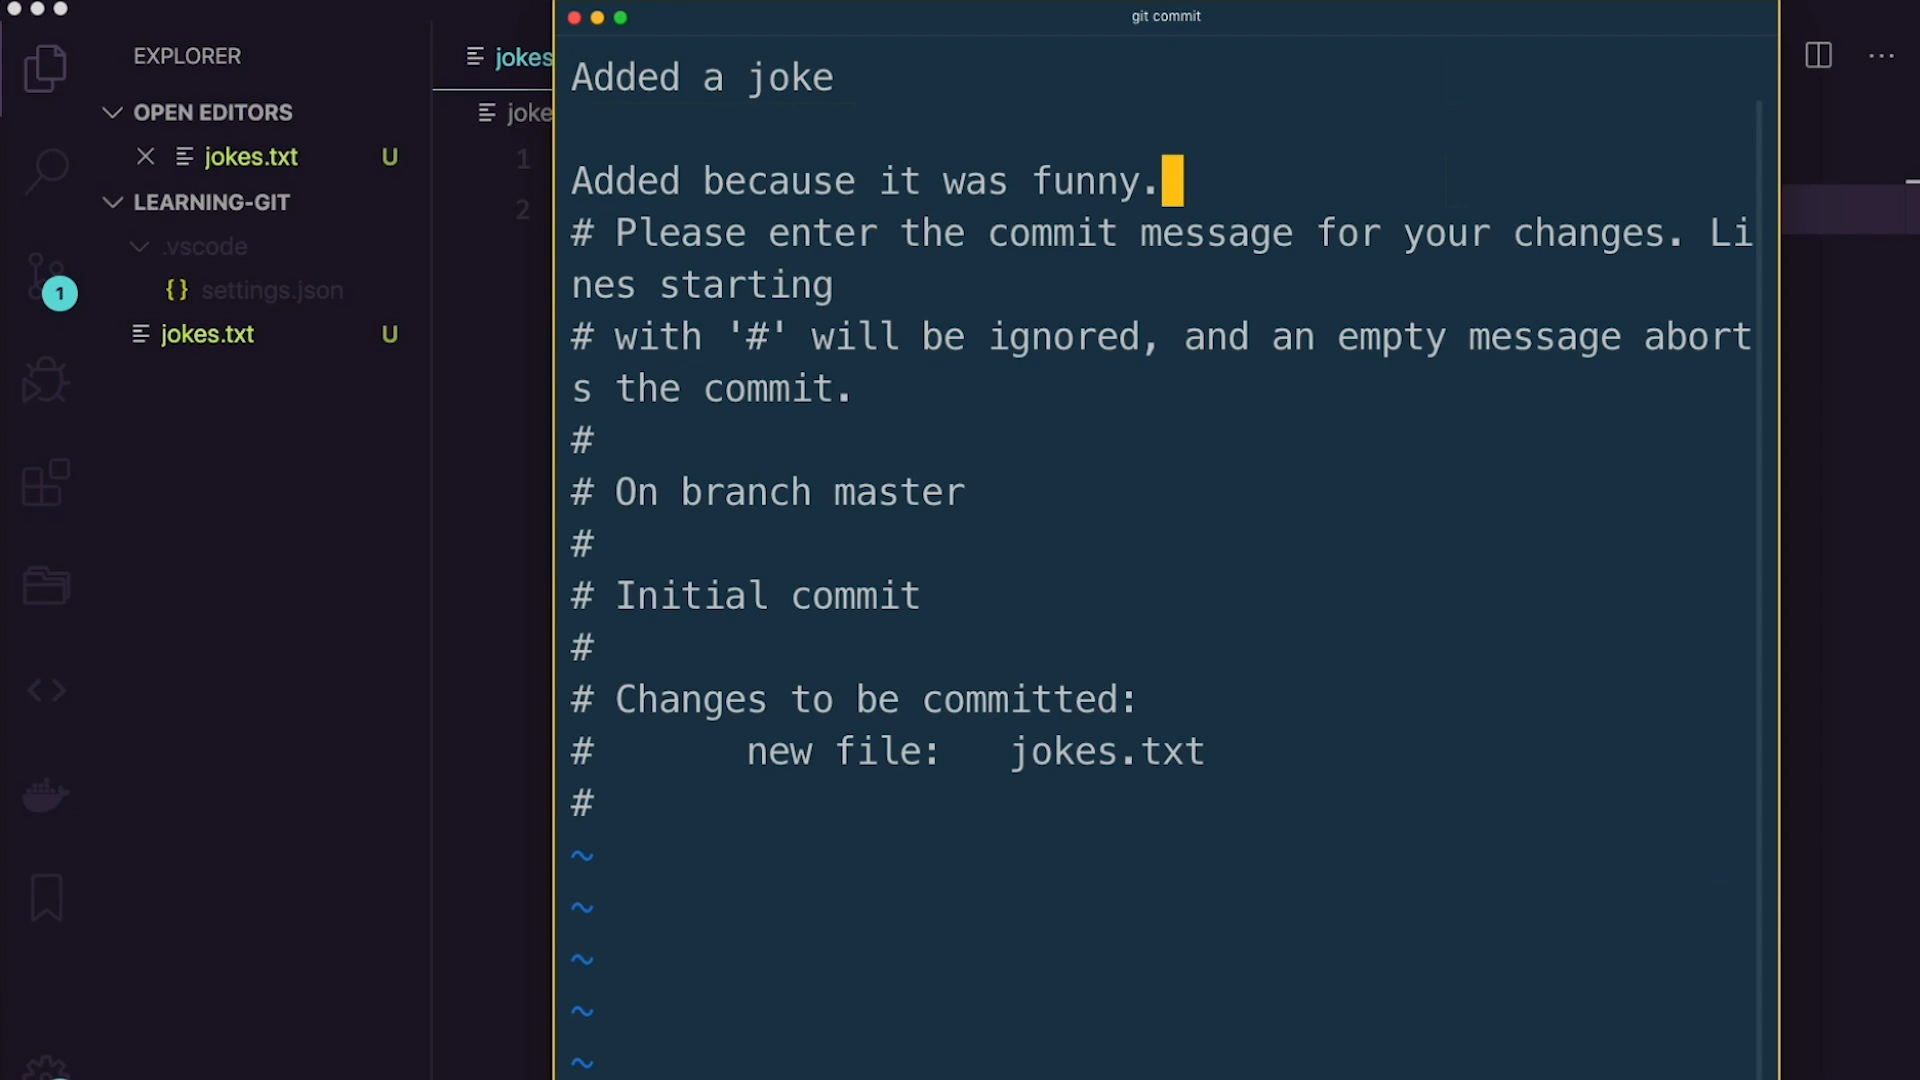 git commit
EXPLORER
OPEN EDITORS
jokes.txt U
LEARNING-GIT
.vscode
{} settings.json
jokes.txt U
1
jokes
joke
1
2
Added a joke
Added because it was funny.
# Please enter the commit message for your changes. Li
nes starting
# with '#' will be ignored, and an empty message abort
s the commit.
#
# On branch master
#
# Initial commit
#
# Changes to be committed:
#       new file:   jokes.txt
#
~
~
~
~
~